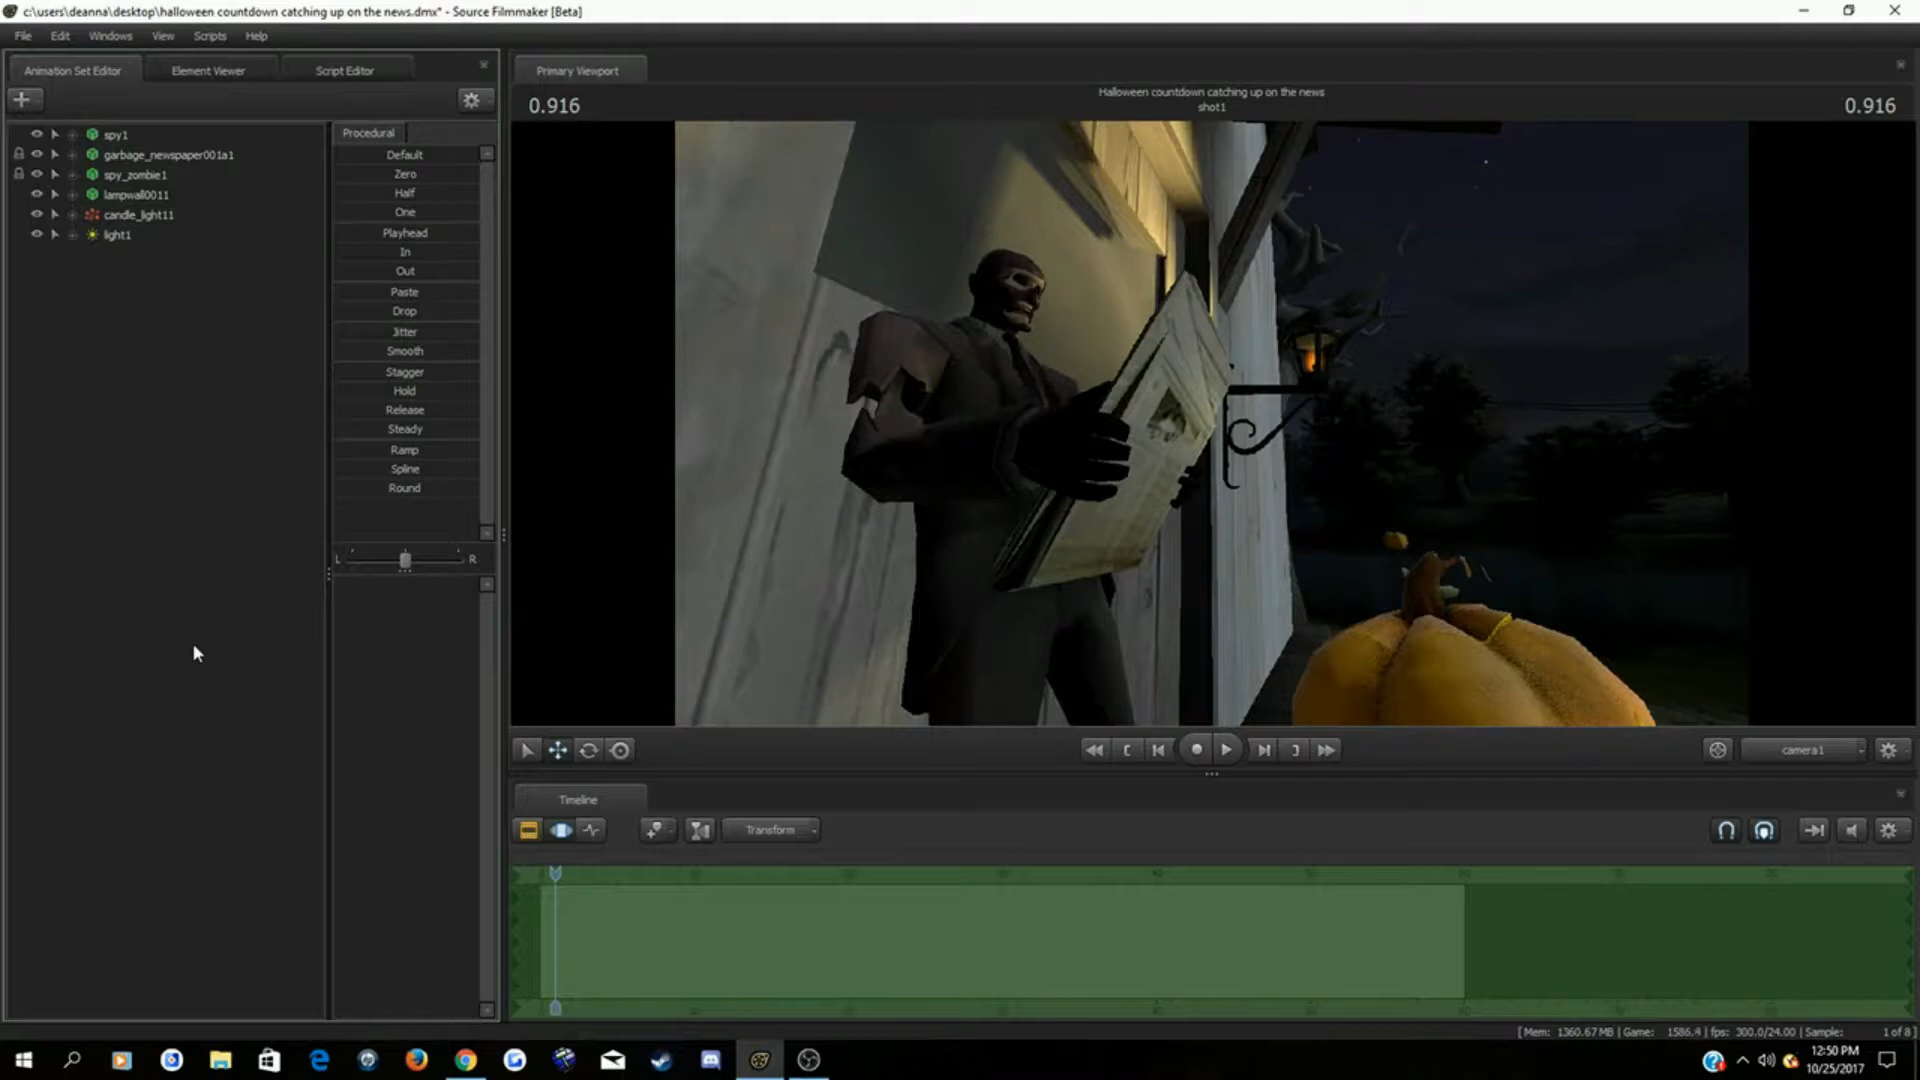 c:\users\deanna\desktop\halloween countdown catching up on the news.dmx* - Source Filmmaker [Beta]
File Edit Windows View Scripts Help
Animation Set Editor Element Viewer Script Editor
Primary Viewport
0.916
Halloween countdown catching up on the news
shot1
0.916
spy1
garbage_newspaper001a1
spy_zombie1
lampwall0011
candle_light11
light1
Procedural
Default
Zero
Half
One
Playhead
In
Out
Paste
Drop
Jitter
Smooth
Stagger
Hold
Release
Steady
Ramp
Spline
Round
L R
camera1
Timeline
Transform
[ Mem: 1360.67 MB | Game: 1586.4 | fps: 300.0/24.00 | Sample: 1 of 8 ]
12:50 PM
10/25/2017